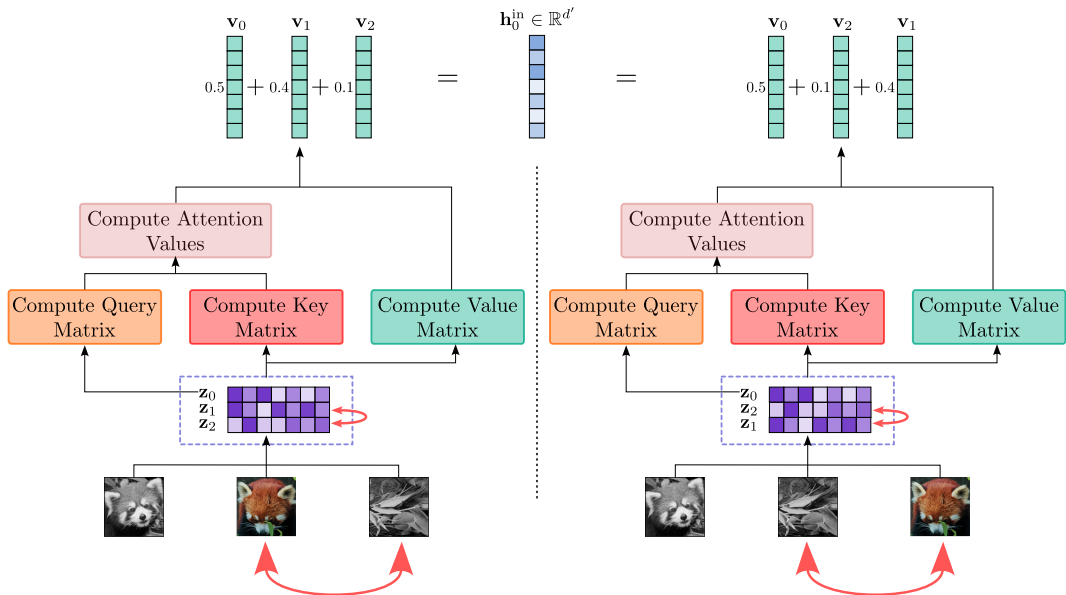 v₀ v₁ v₂
0.5 + 0.4 + 0.1
=
h₀ⁱⁿ ∈ ℝᵈ′
=
v₀ v₂ v₁
0.5 + 0.1 + 0.4
Compute Attention
Values
Compute Query
Matrix
Compute Key
Matrix
Compute Value
Matrix
z₀
z₁
z₂
Compute Attention
Values
Compute Query
Matrix
Compute Key
Matrix
Compute Value
Matrix
z₀
z₂
z₁